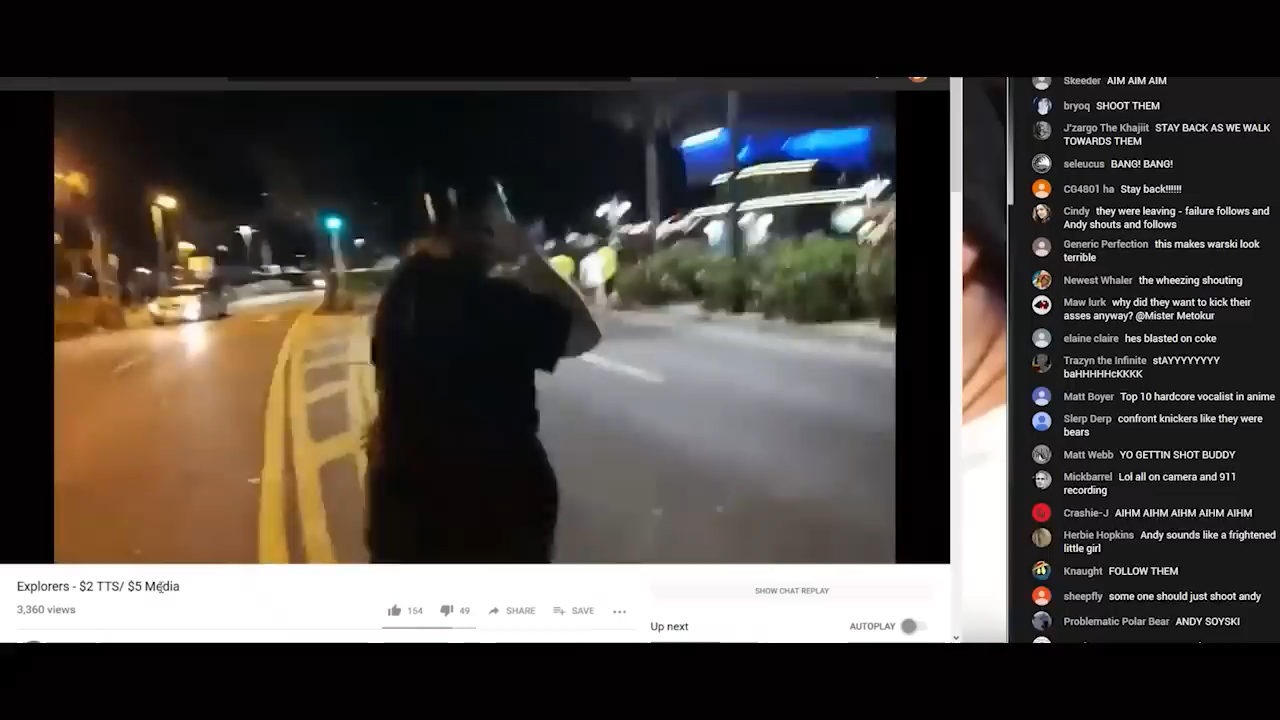 Explorers - $2 TTS/ $5 Media
3,360 views
154
49
SHARE
SAVE
SHOW CHAT REPLAY
Up next
AUTOPLAY
Skeeder AIM AIM AIM
bryoq SHOOT THEM
J'zargo The Khajiit STAY BACK AS WE WALK
TOWARDS THEM
seleucus BANG! BANG!
CG4801 ha Stay back!!!!!!
Cindy they were leaving - failure follows and
Andy shouts and follows
Generic Perfection this makes warski look
terrible
Newest Whaler the wheezing shouting
Maw lurk why did they want to kick their
asses anyway? @Mister Metokur
elaine claire hes blasted on coke
Trazyn the Infinite stAYYYYYYYY
baHHHHHcKKKK
Matt Boyer Top 10 hardcore vocalist in anime
Slerp Derp confront knickers like they were
bears
Matt Webb YO GETTIN SHOT BUDDY
Mickbarrel Lol all on camera and 911
recording
Crashie-J AIHM AIHM AIHM AIHM AIHM
Herbie Hopkins Andy sounds like a frightened
little girl
Knaught FOLLOW THEM
sheepfly some one should just shoot andy
Problematic Polar Bear ANDY SOYSKI